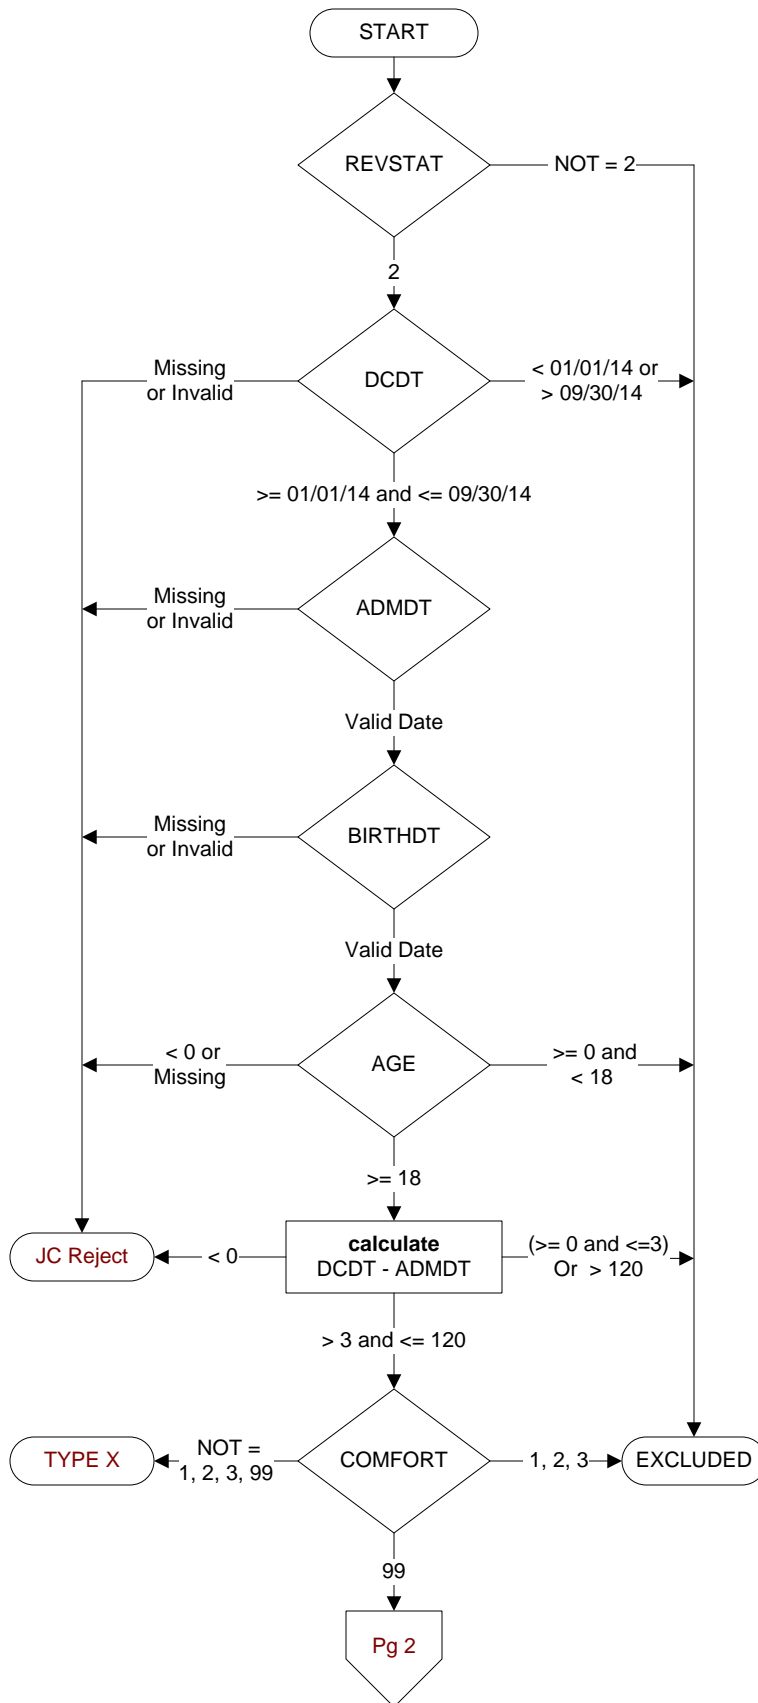 START
REVSTAT
NOT = 2
2
Missing
or Invalid
DCDT
< 01/01/14 or
> 09/30/14
>= 01/01/14 and <= 09/30/14
Missing
or Invalid
ADMDT
Valid Date
Missing
or Invalid
BIRTHDT
Valid Date
< 0 or
Missing
AGE
>= 0 and
< 18
>= 18
JC Reject
< 0
calculate
DCDT - ADMDT
(>= 0 and <=3)
Or > 120
> 3 and <= 120
TYPE X
NOT =
1, 2, 3, 99
COMFORT
1, 2, 3
EXCLUDED
99
Pg 2